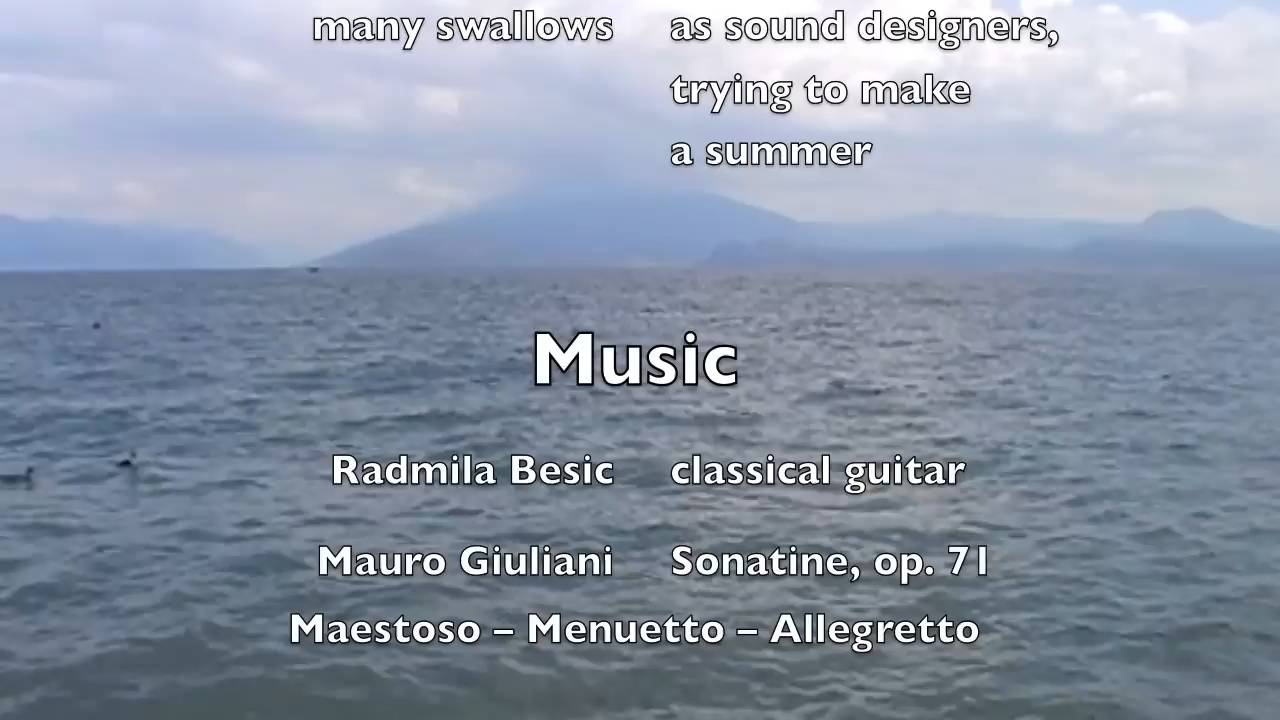 many swallows as sound designers,
trying to make
a summer
Music
Radmila Besic classical guitar
Mauro Giuliani Sonatine, op. 71
Maestoso – Menuetto – Allegretto